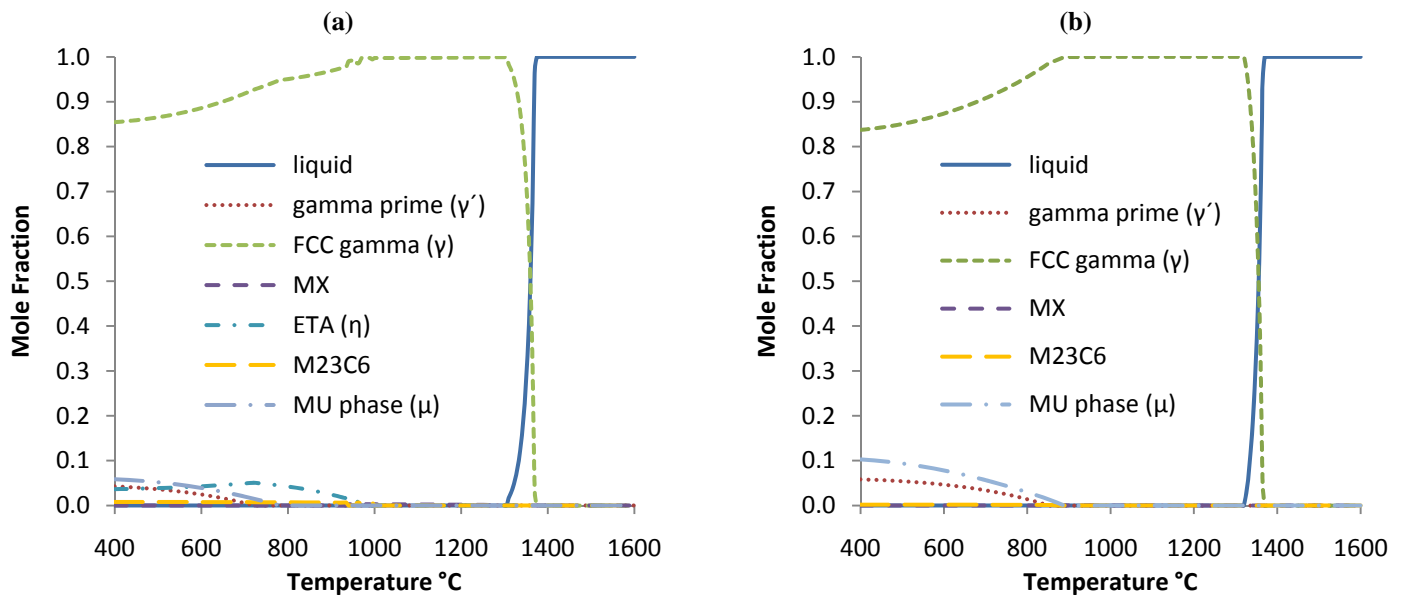 (a)
1.0
0.9
0.8
0.7
0.6
0.5
0.4
0.3
0.2
0.1
0.0
Mole Fraction
liquid
gamma prime (γ´)
FCC gamma (γ)
MX
ETA (η)
M23C6
MU phase (μ)
400 600 800 1000 1200 1400 1600
Temperature °C
(b)
1.0
0.9
0.8
0.7
0.6
0.5
0.4
0.3
0.2
0.1
0.0
Mole Fraction
liquid
gamma prime (γ´)
FCC gamma (γ)
MX
M23C6
MU phase (μ)
400 600 800 1000 1200 1400 1600
Temperature °C